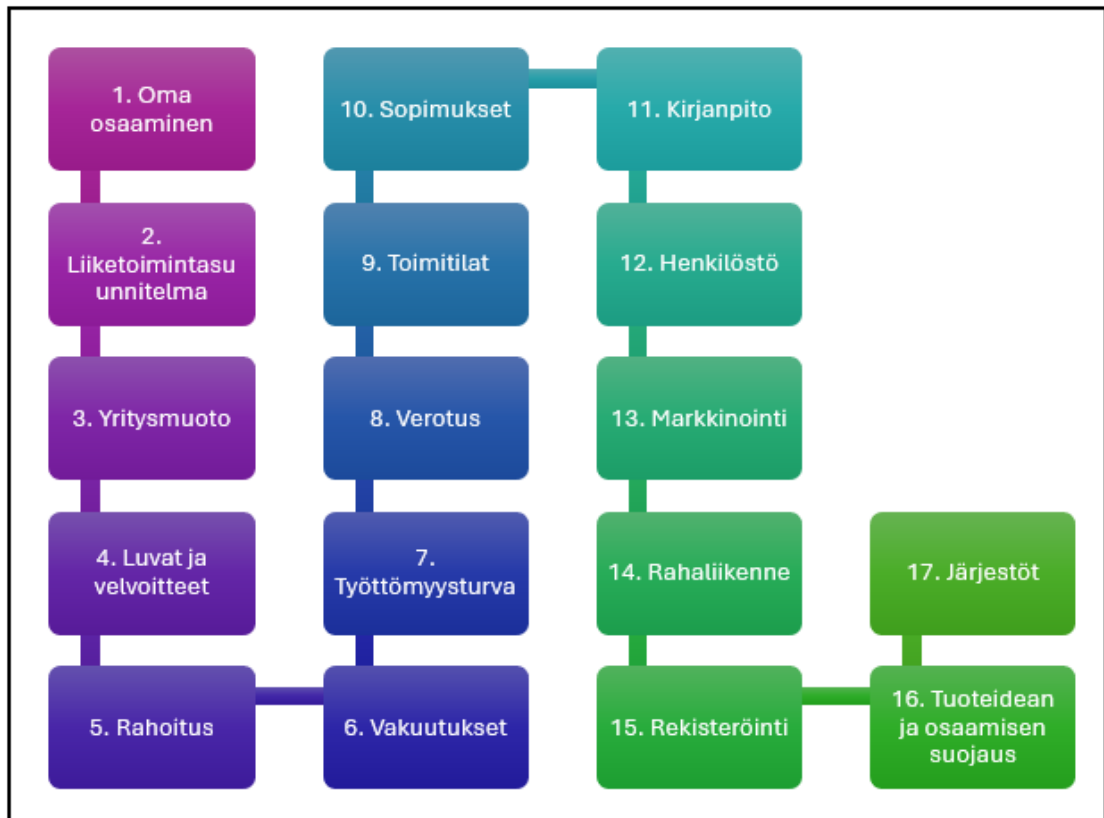 1. Oma
osaaminen
2.
Liiketoimintasu
unnitelma
3. Yritysmuoto
4. Luvat ja
velvoitteet
5. Rahoitus
6. Vakuutukset
7.
Työttömyysturva
8. Verotus
9. Toimitilat
10. Sopimukset
11. Kirjanpito
12. Henkilöstö
13. Markkinointi
14. Rahaliikenne
15. Rekisteröinti
16. Tuoteidean
ja osaamisen
suojaus
17. Järjestöt